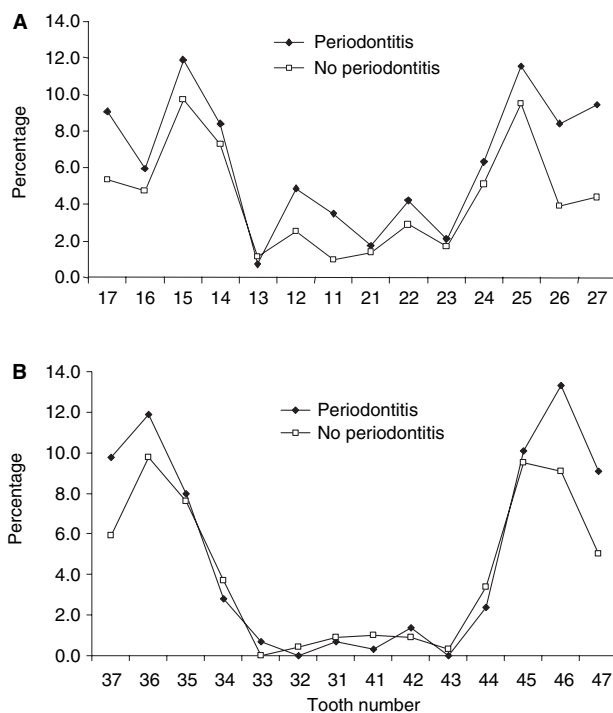 A
14.0
12.0
10.0
8.0
6.0
4.0
2.0
0.0
Percentage
Periodontitis
No periodontitis
17 16 15 14 13 12 11 21 22 23 24 25 26 27
B
14.0
12.0
10.0
8.0
6.0
4.0
2.0
0.0
Percentage
Periodontitis
No periodontitis
37 36 35 34 33 32 31 41 42 43 44 45 46 47
Tooth number